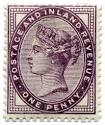 POSTAGE AND INLAND REVENUE
ONE PENNY